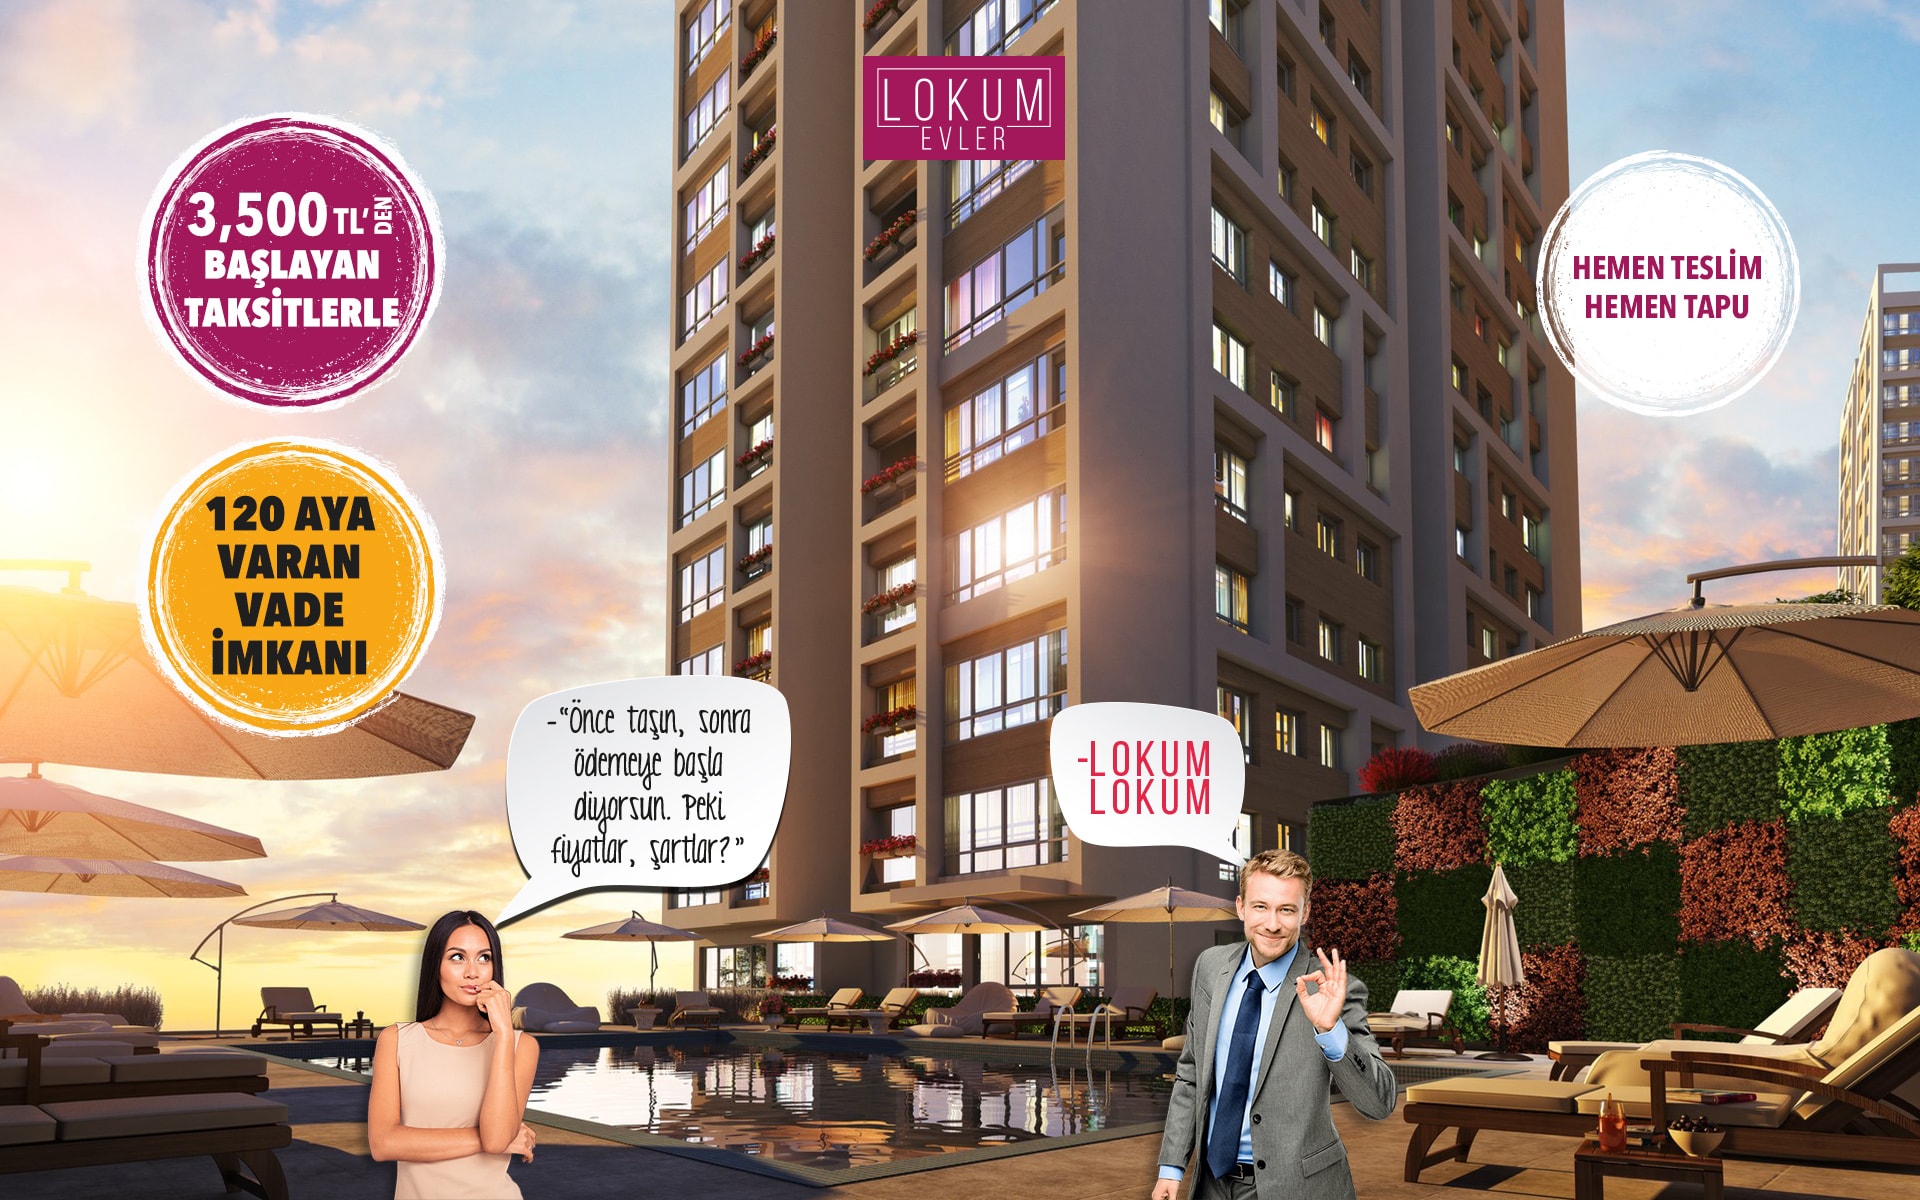 LOKUM
EVLER
3,500 TL'DEN
BAŞLAYAN
TAKSİTLERLE
HEMEN TESLİM
HEMEN TAPU
120 AYA
VARAN
VADE
İMKANI
-"Önce taşın, sonra
ödemeye başla
diyorsun. Peki
fiyatlar, şartlar?"
-LOKUM
LOKUM